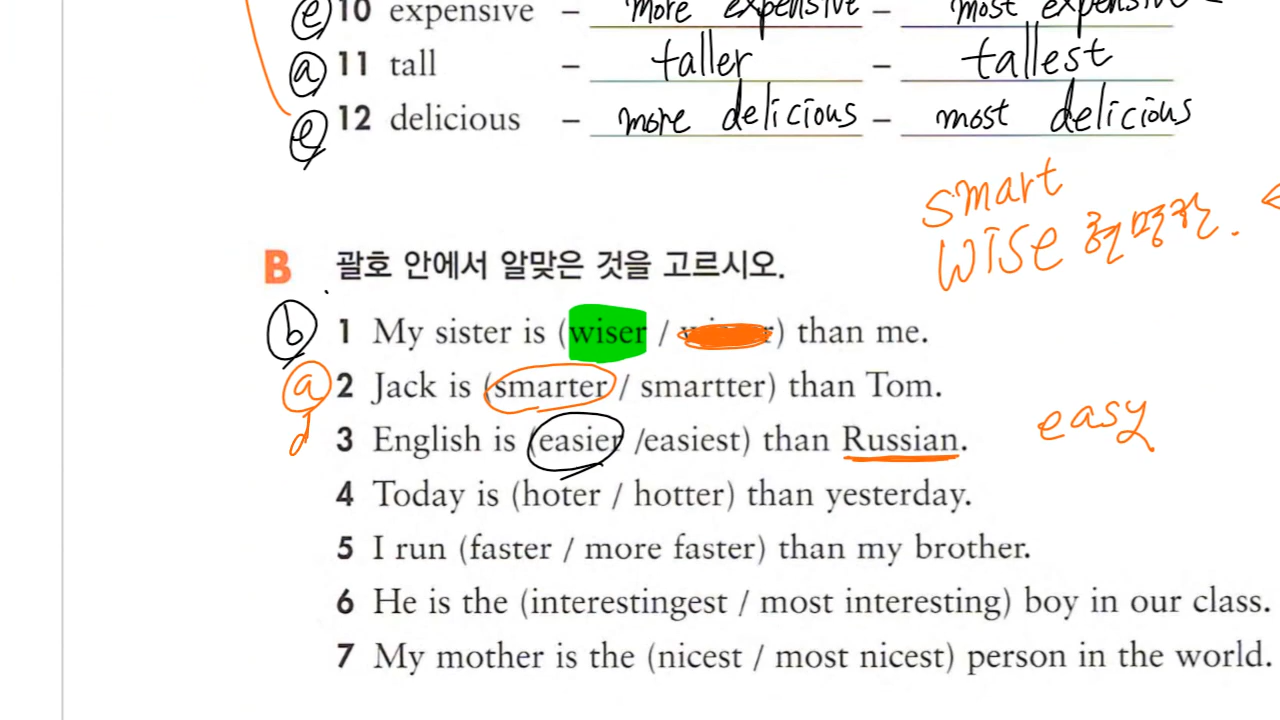 ⓔ 10 expensive – more expensive – most expensive
ⓐ 11 tall – taller – tallest
ⓔ 12 delicious – more delicious – most delicious
smart
wise 현명한.
B 괄호 안에서 알맞은 것을 고르시오.
ⓑ 1 My sister is (wiser / ) than me.
ⓐ 2 Jack is (smarter / smartter) than Tom.
d 3 English is (easier /easiest) than Russian. easy
4 Today is (hoter / hotter) than yesterday.
5 I run (faster / more faster) than my brother.
6 He is the (interestingest / most interesting) boy in our class.
7 My mother is the (nicest / most nicest) person in the world.